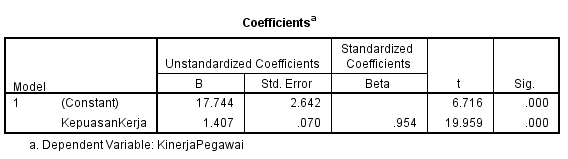 Coefficientsa
Unstandardized Coefficients Standardized Coefficients
Model B Std. Error Beta t Sig.
1 (Constant) 17.744 2.642 6.716 .000
KepuasanKerja 1.407 .070 .954 19.959 .000
a. Dependent Variable: KinerjaPegawai